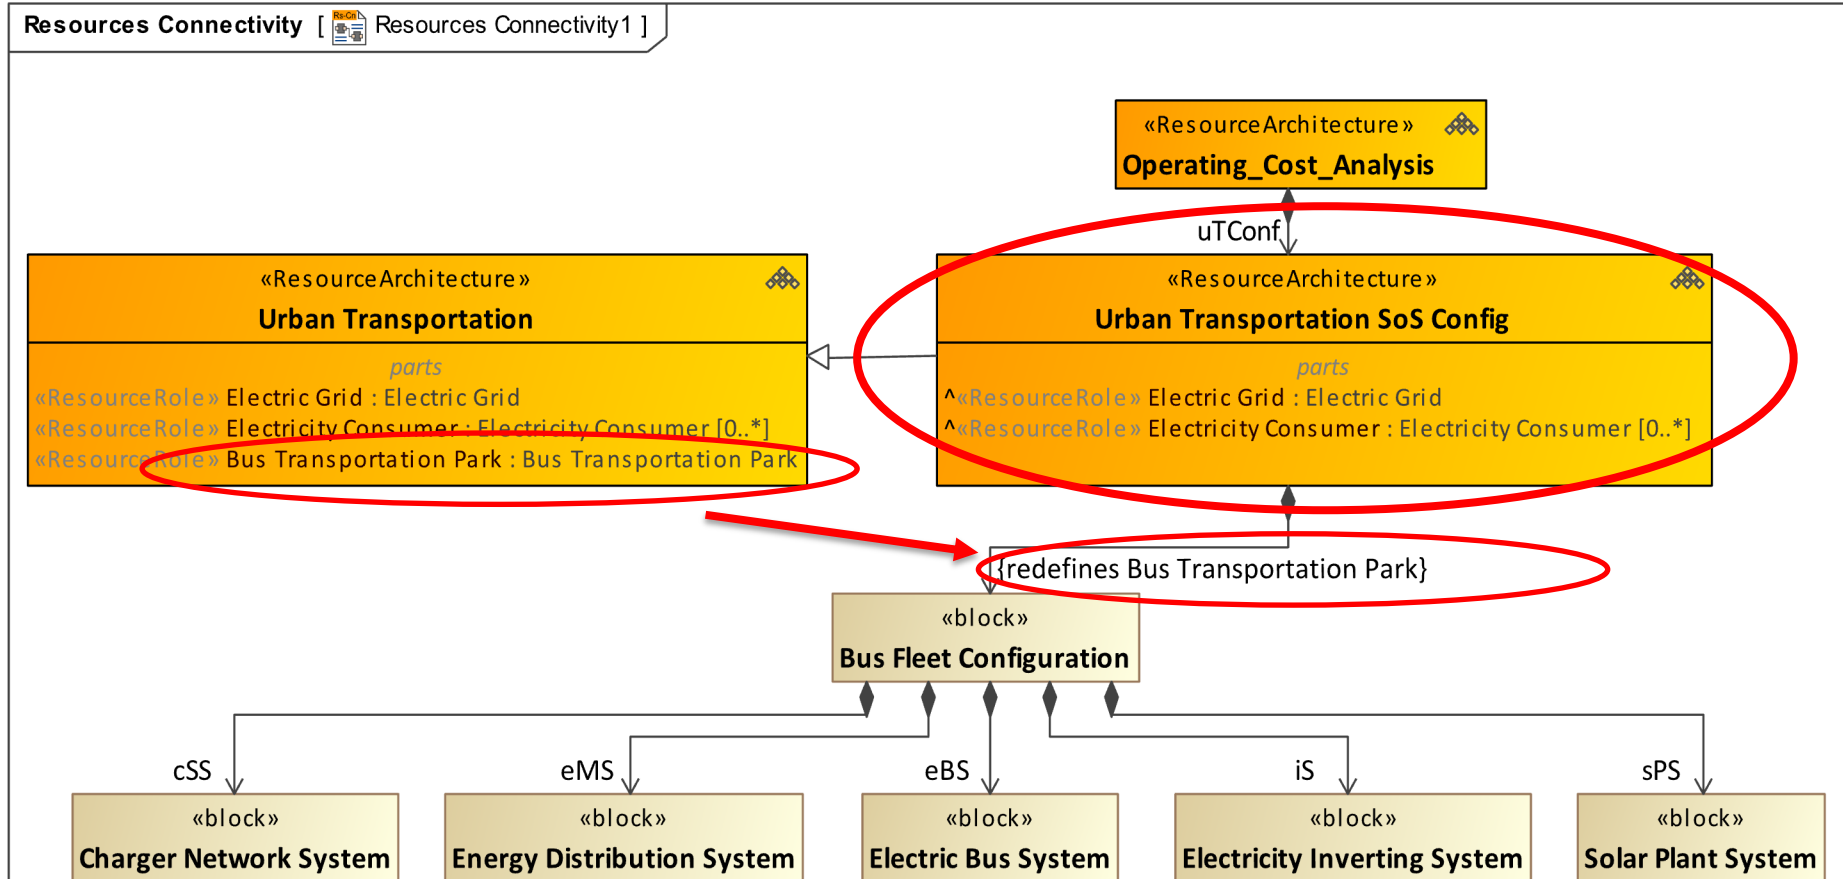 Resources Connectivity [ Rs-Cn Resources Connectivity1 ]
«ResourceArchitecture»
Operating_Cost_Analysis
uTConf
«ResourceArchitecture»
Urban Transportation
parts
«ResourceRole» Electric Grid : Electric Grid
«ResourceRole» Electricity Consumer : Electricity Consumer [0..*]
«ResourceRole» Bus Transportation Park : Bus Transportation Park
«ResourceArchitecture»
Urban Transportation SoS Config
parts
^«ResourceRole» Electric Grid : Electric Grid
^«ResourceRole» Electricity Consumer : Electricity Consumer [0..*]
{redefines Bus Transportation Park}
«block»
Bus Fleet Configuration
cSS
eMS
eBS
iS
sPS
«block»
Charger Network System
«block»
Energy Distribution System
«block»
Electric Bus System
«block»
Electricity Inverting System
«block»
Solar Plant System